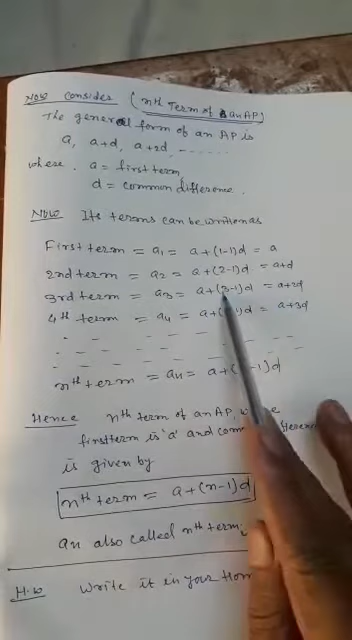 Now consider (nth Term of an AP)
The general form of an AP is
a, a+d, a+2d, ------
where. a = first term,
d = common difference.
Now Its terms can be written as
First term = a1 = a+(1-1)d = a
2nd term = a2 = a+(2-1)d = a+d
3rd term = a3 = a+(3-1)d = a+2d
4th term = a4 = a+( 1)d = a+3d
nth term = an = a+( -1)d
Hence nth term of an AP,
first term is 'a' and
is given by
nth term = a+(n-1)d
an also called nth term
H.W Write it in your